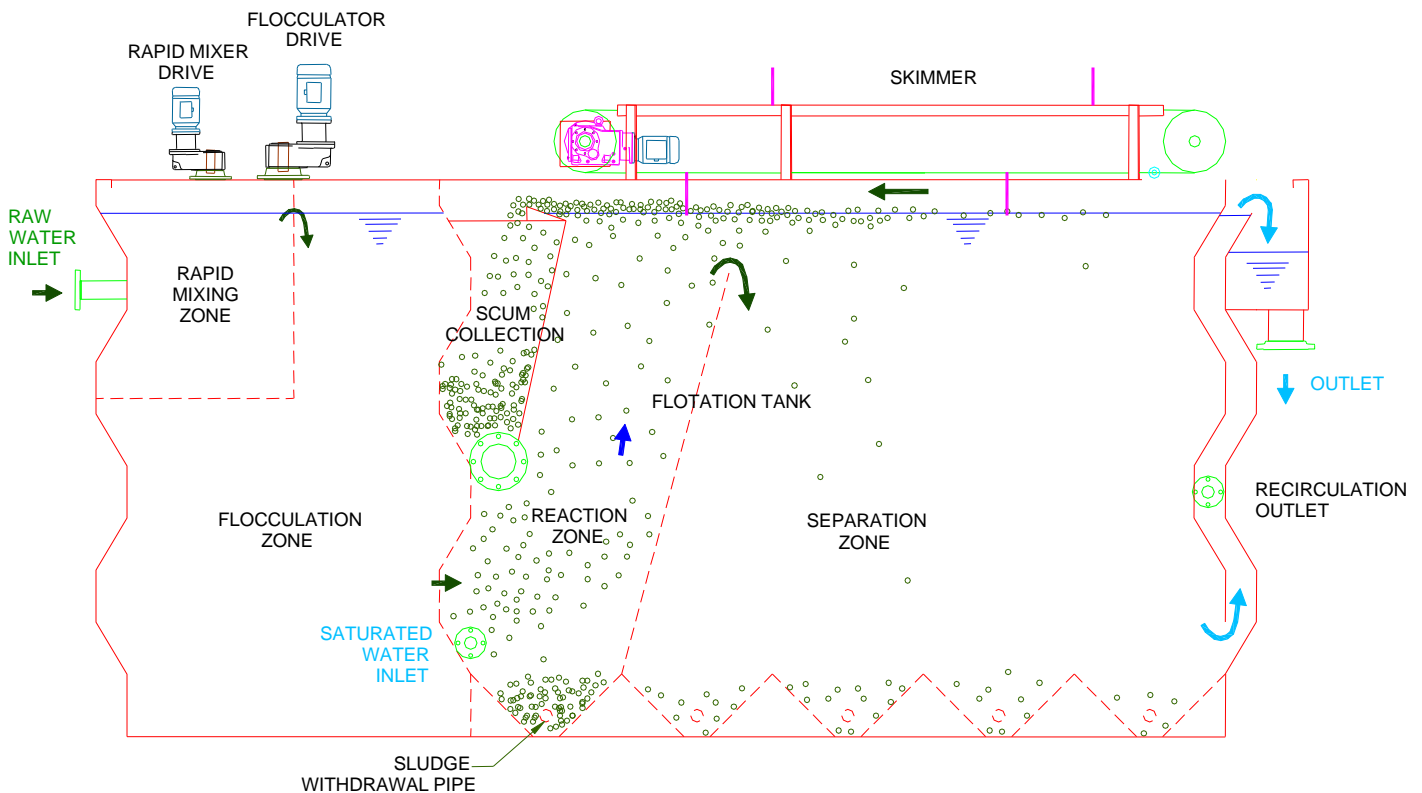 FLOCCULATOR
DRIVE
RAPID MIXER
DRIVE
SKIMMER
RAW
WATER
INLET
RAPID
MIXING
ZONE
SCUM
COLLECTION
FLOTATION TANK
OUTLET
FLOCCULATION
ZONE
REACTION
ZONE
SEPARATION
ZONE
RECIRCULATION
OUTLET
SATURATED
WATER
INLET
SLUDGE
WITHDRAWAL PIPE